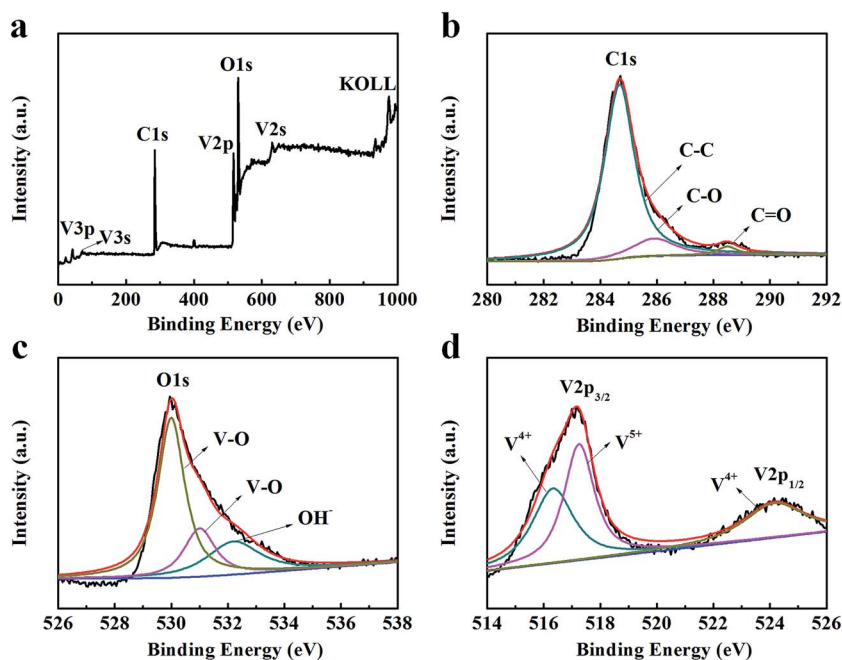 a
O1s
KOLL
C1s
V2p
V2s
V3p
V3s
Intensity (a.u.)
0 200 400 600 800 1000
Binding Energy (eV)
b
C1s
C-C
C-O
C=O
Intensity (a.u.)
280 282 284 286 288 290 292
Binding Energy (eV)
c
O1s
V-O
V-O
OH⁻
Intensity (a.u.)
526 528 530 532 534 536 538
Binding Energy (eV)
d
V2p₃/₂
V⁴⁺
V⁵⁺
V2p₁/₂
V⁴⁺
Intensity (a.u.)
514 516 518 520 522 524 526
Binding Energy (eV)